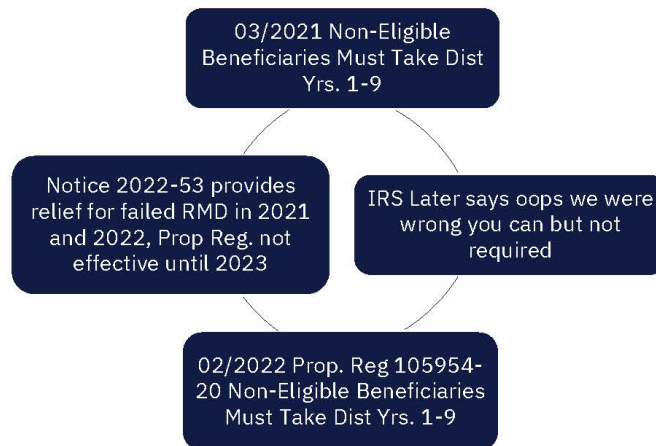 03/2021 Non-Eligible
Beneficiaries Must Take Dist
Yrs. 1-9
IRS Later says oops we were
wrong you can but not
required
02/2022 Prop. Reg 105954-
20 Non-Eligible Beneficiaries
Must Take Dist Yrs. 1-9
Notice 2022-53 provides
relief for failed RMD in 2021
and 2022, Prop Reg. not
effective until 2023